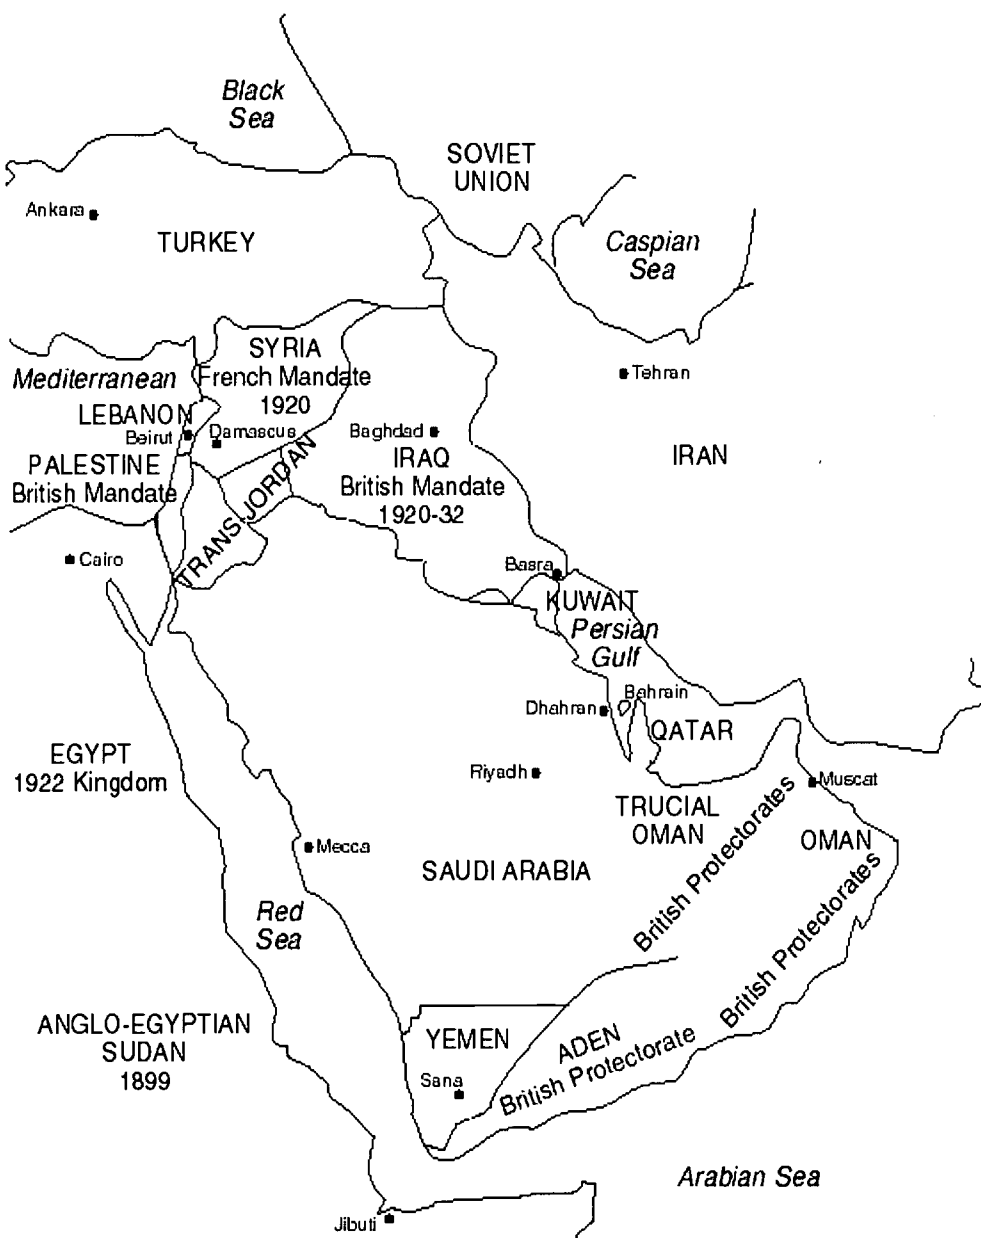 Black
Sea
SOVIET
UNION
Ankara
TURKEY
Caspian
Sea
SYRIA
French Mandate
1920
Mediterranean
Tehran
LEBANON
Beirut
Damascus
Baghdad
IRAQ
British Mandate
1920-32
IRAN
PALESTINE
British Mandate
TRANS-JORDAN
Cairo
Basra
KUWAIT
Persian
Gulf
Bahrain
Dhahran
QATAR
EGYPT
1922 Kingdom
Riyadh
Muscat
TRUCIAL
OMAN
British Protectorates
OMAN
British Protectorates
Mecca
SAUDI ARABIA
Red
Sea
ANGLO-EGYPTIAN
SUDAN
1899
YEMEN
Sana
ADEN
British Protectorate
Arabian Sea
Jibuti